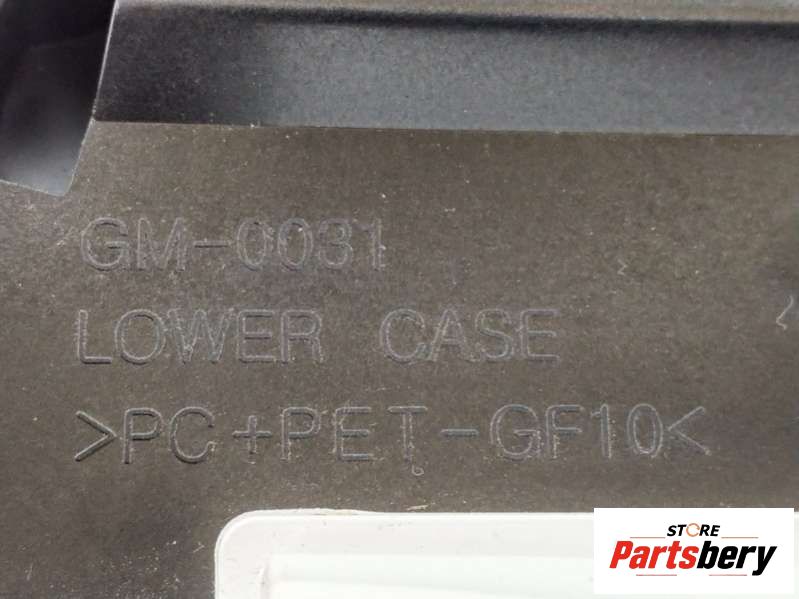 GM-0031
LOWER CASE
>PC+PET-GF10<
STORE
Partsbery